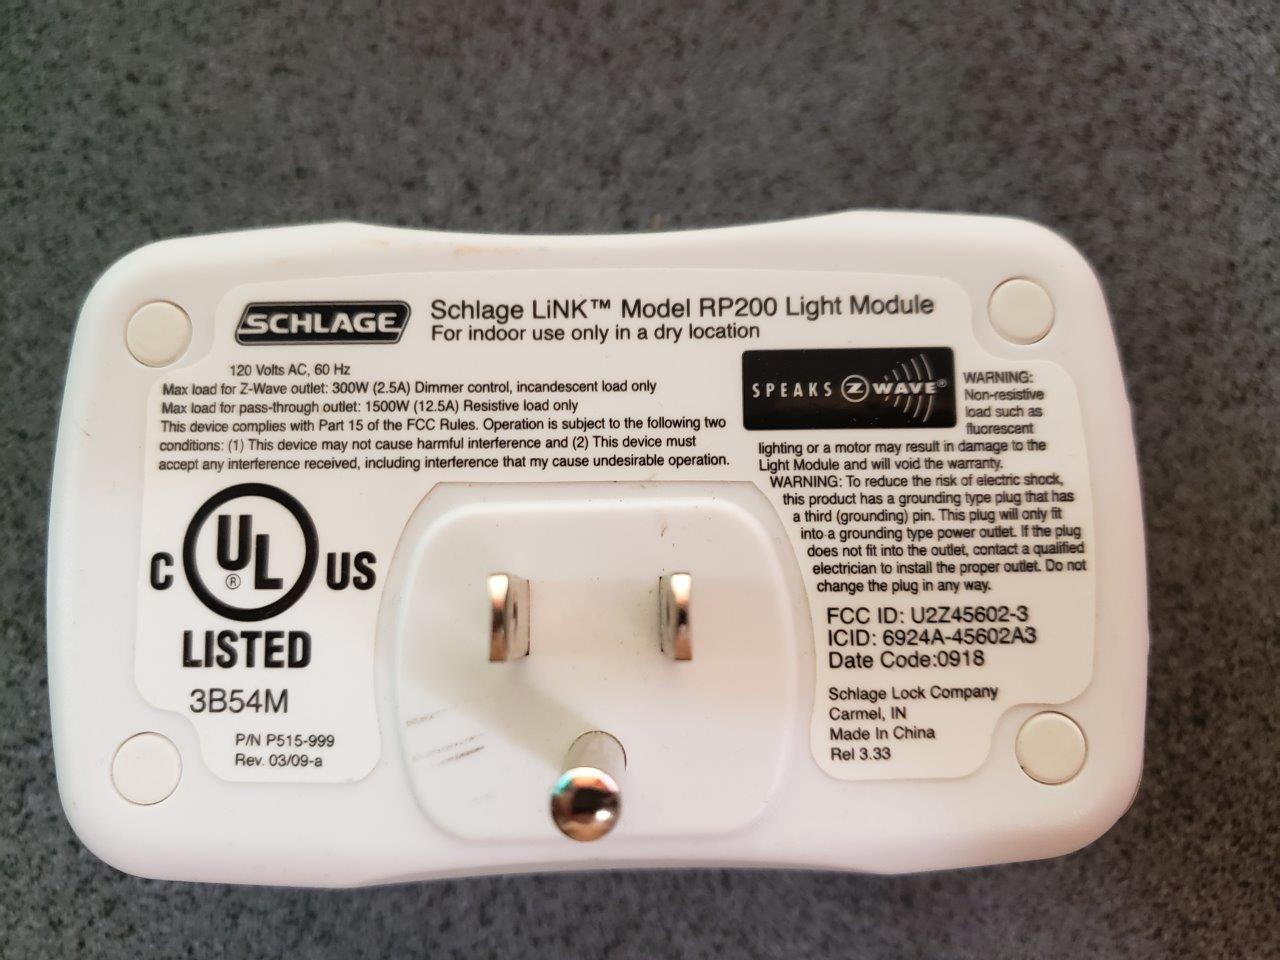 SCHLAGE
Schlage LiNK™ Model RP200 Light Module
For indoor use only in a dry location
120 Volts AC, 60 Hz
Max load for Z-Wave outlet: 300W (2.5A) Dimmer control, incandescent load only
Max load for pass-through outlet: 1500W (12.5A) Resistive load only
This device complies with Part 15 of the FCC Rules. Operation is subject to the following two
conditions: (1) This device may not cause harmful interference and (2) This device must
accept any interference received, including interference that my cause undesirable operation.
SPEAKS Z WAVE®
WARNING:
Non-resistive
load such as
fluorescent
lighting or a motor may result in damage to the
Light Module and will void the warranty.
WARNING: To reduce the risk of electric shock,
this product has a grounding type plug that has
a third (grounding) pin. This plug will only fit
into a grounding type power outlet. If the plug
does not fit into the outlet, contact a qualified
electrician to install the proper outlet. Do not
change the plug in any way.
C UL® US
LISTED
3B54M
P/N P515-999
Rev. 03/09-a
FCC ID: U2Z45602-3
ICID: 6924A-45602A3
Date Code:0918
Schlage Lock Company
Carmel, IN
Made In China
Rel 3.33